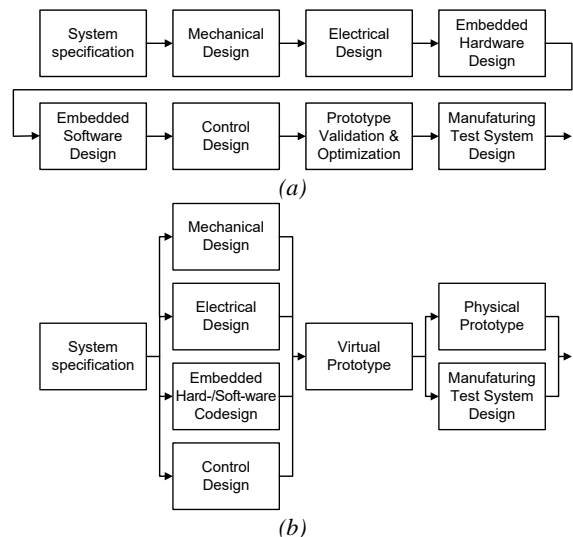 System
specification
Mechanical
Design
Electrical
Design
Embedded
Hardware
Design
Embedded
Software
Design
Control
Design
Prototype
Validation &
Optimization
Manufaturing
Test System
Design
(a)
System
specification
Mechanical
Design
Electrical
Design
Embedded
Hard-/Soft-ware
Codesign
Control
Design
Virtual
Prototype
Physical
Prototype
Manufaturing
Test System
Design
(b)